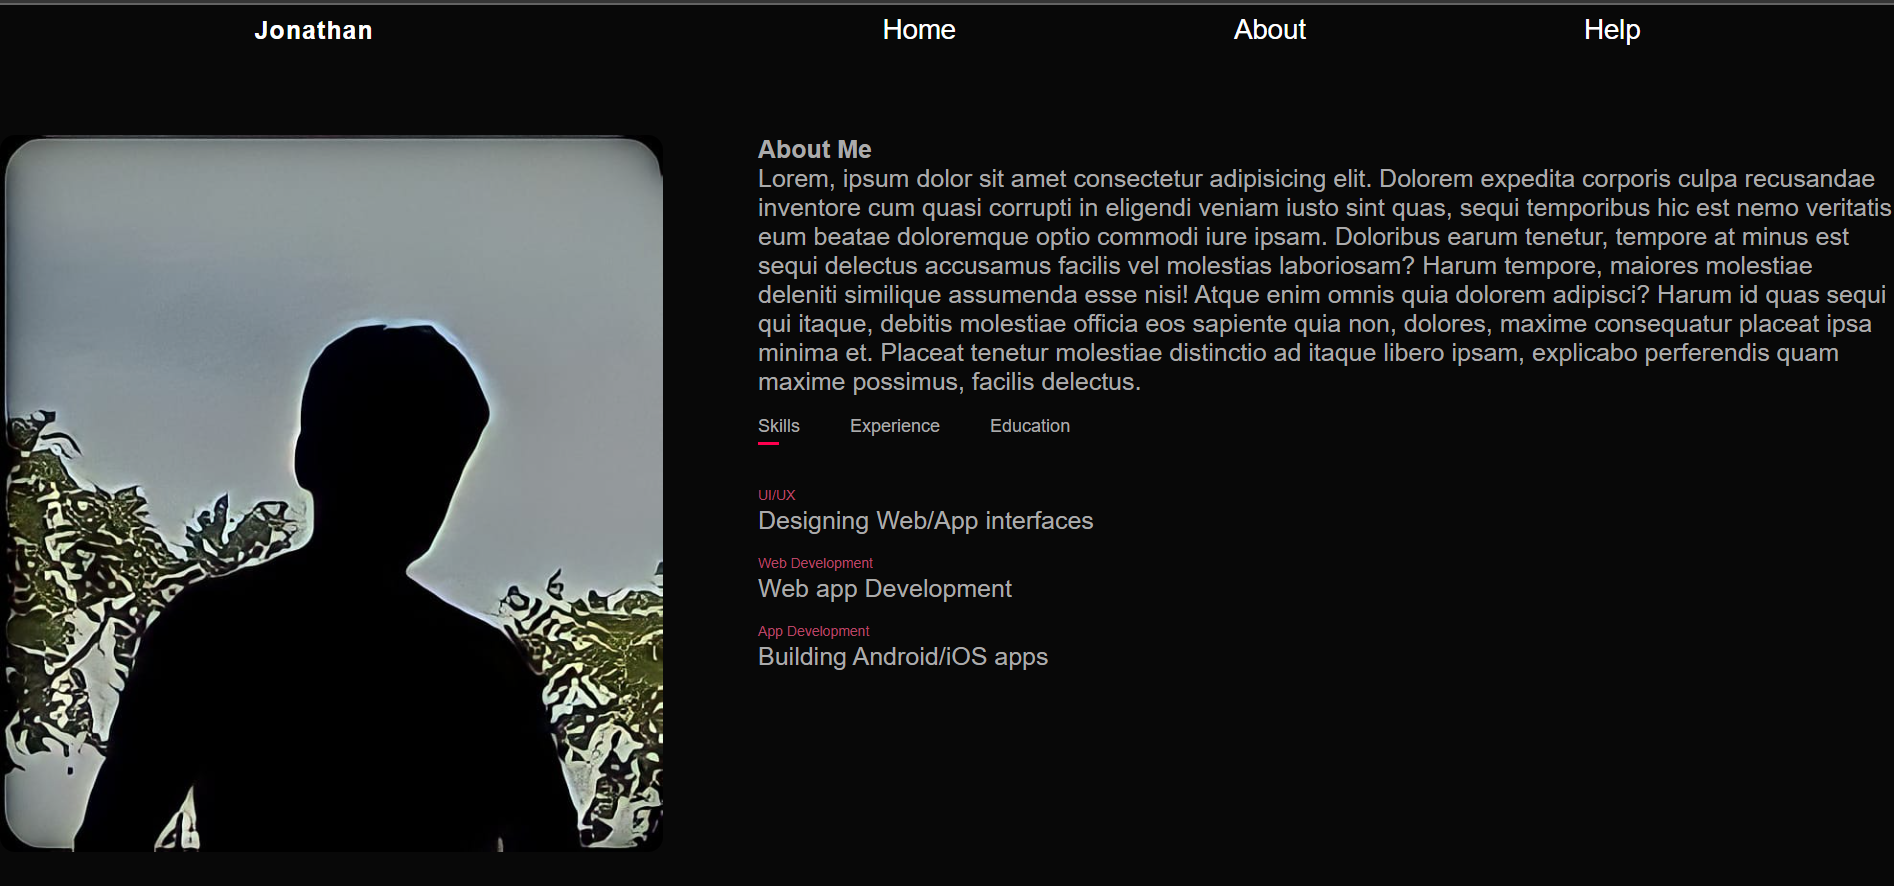 Jonathan
Home
About
Help
About Me
Lorem, ipsum dolor sit amet consectetur adipisicing elit. Dolorem expedita corporis culpa recusandae
inventore cum quasi corrupti in eligendi veniam iusto sint quas, sequi temporibus hic est nemo veritatis
eum beatae doloremque optio commodi iure ipsam. Doloribus earum tenetur, tempore at minus est
sequi delectus accusamus facilis vel molestias laboriosam? Harum tempore, maiores molestiae
deleniti similique assumenda esse nisi! Atque enim omnis quia dolorem adipisci? Harum id quas sequi
qui itaque, debitis molestiae officia eos sapiente quia non, dolores, maxime consequatur placeat ipsa
minima et. Placeat tenetur molestiae distinctio ad itaque libero ipsam, explicabo perferendis quam
maxime possimus, facilis delectus.
Skills
Experience
Education
UI/UX
Designing Web/App interfaces
Web Development
Web app Development
App Development
Building Android/iOS apps